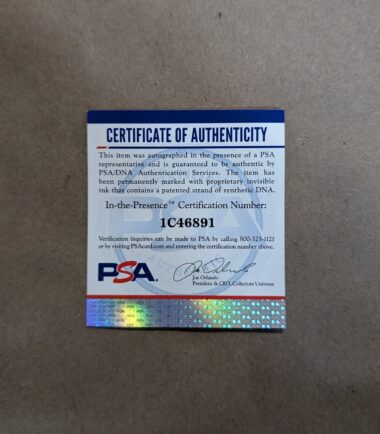 CERTIFICATE OF AUTHENTICITY
This item was autographed in the presence of a PSA
representative and is guaranteed to be authentic by
PSA/DNA Authentication Services. The item has
been permanently marked with proprietary invisible
ink that contains a patented strand of synthetic DNA.
In-the-Presence™ Certification Number:
1C46891
Verification inquiries can be made to PSA by calling 800-325-1121
or by visiting PSAcard.com and entering the certification number above.
PSA
Joe Orlando
President & CEO, Collectors Universe